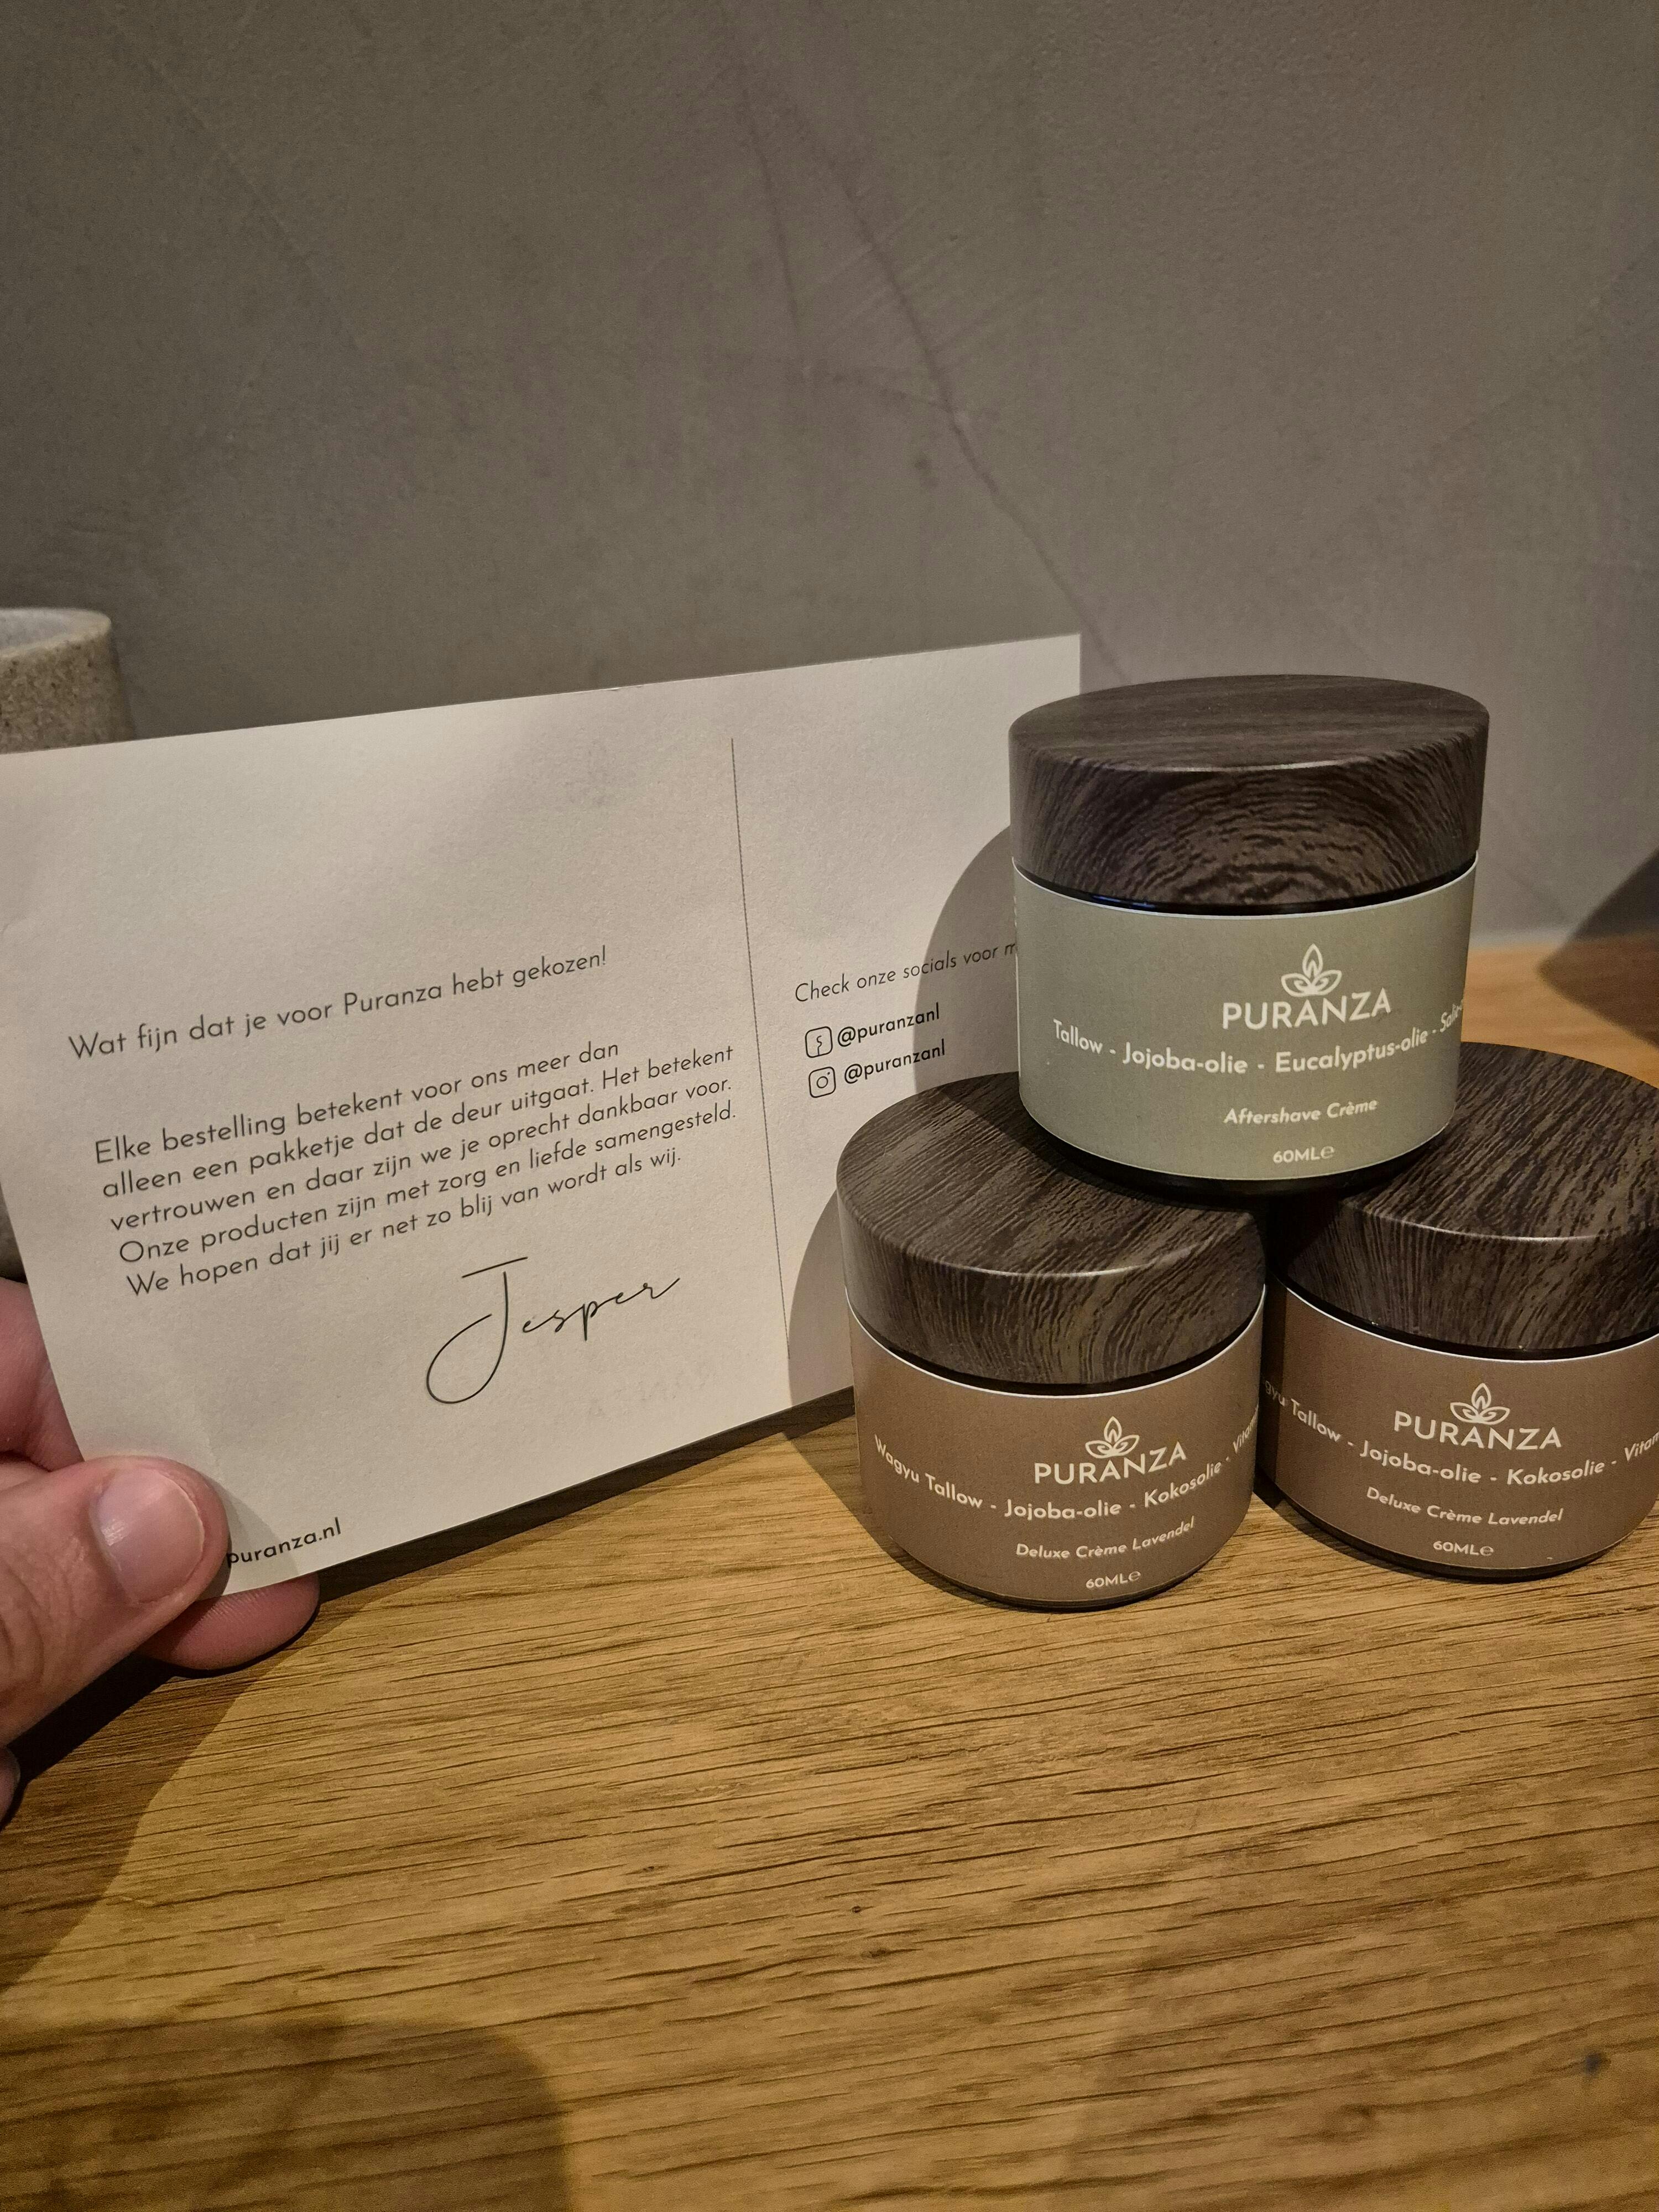 Wat fijn dat je voor Puranza hebt gekozen!
Elke bestelling betekent voor ons meer dan
alleen een pakketje dat de deur uitgaat. Het betekent
vertrouwen en daar zijn we je oprecht dankbaar voor.
Onze producten zijn met zorg en liefde samengesteld.
We hopen dat jij er net zo blij van wordt als wij.
Jesper
puranza.nl
Check onze socials voor
@puranzanl
@puranzanl
PURANZA
Tallow - Jojoba-olie - Eucalyptus-olie -
Aftershave Crème
60ML℮
PURANZA
Wagyu Tallow - Jojoba-olie - Kokosolie -
Deluxe Crème Lavendel
60ML℮
PURANZA
Tallow - Jojoba-olie - Kokosolie -
Deluxe Crème Lavendel
60ML℮